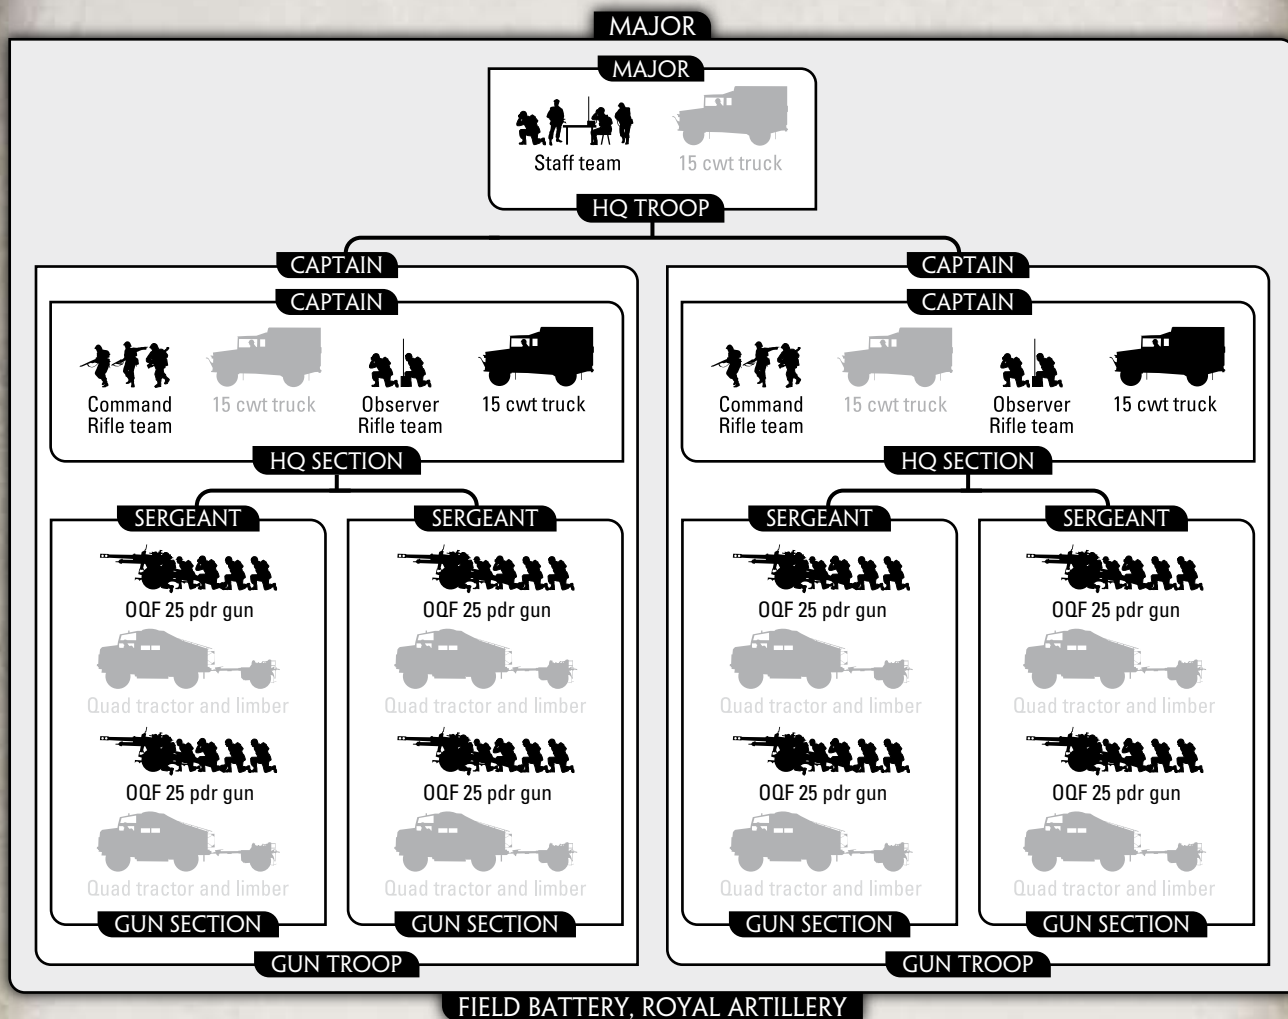 MAJOR
MAJOR
Staff team
15 cwt truck
HQ TROOP
CAPTAIN
CAPTAIN
Command
Rifle team
15 cwt truck
Observer
Rifle team
15 cwt truck
HQ SECTION
SERGEANT
OQF 25 pdr gun
Quad tractor and limber
OQF 25 pdr gun
Quad tractor and limber
GUN SECTION
SERGEANT
OQF 25 pdr gun
Quad tractor and limber
OQF 25 pdr gun
Quad tractor and limber
GUN SECTION
GUN TROOP
CAPTAIN
CAPTAIN
Command
Rifle team
15 cwt truck
Observer
Rifle team
15 cwt truck
HQ SECTION
SERGEANT
OQF 25 pdr gun
Quad tractor and limber
OQF 25 pdr gun
Quad tractor and limber
GUN SECTION
SERGEANT
OQF 25 pdr gun
Quad tractor and limber
OQF 25 pdr gun
Quad tractor and limber
GUN SECTION
GUN TROOP
FIELD BATTERY, ROYAL ARTILLERY